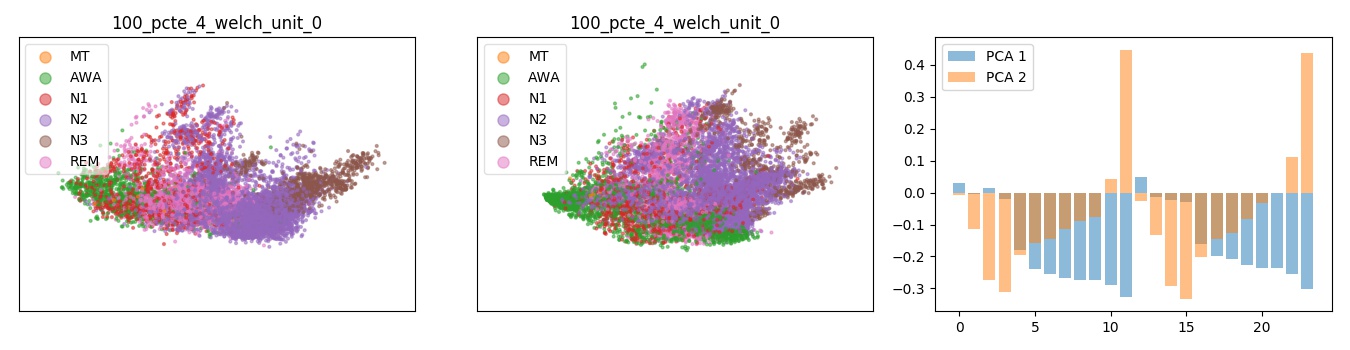 100_pcte_4_welch_unit_0
MT
AWA
N1
N2
N3
REM
100_pcte_4_welch_unit_0
MT
AWA
N1
N2
N3
REM
PCA 1
PCA 2
0.4
0.3
0.2
0.1
0.0
−0.1
−0.2
−0.3
0 5 10 15 20